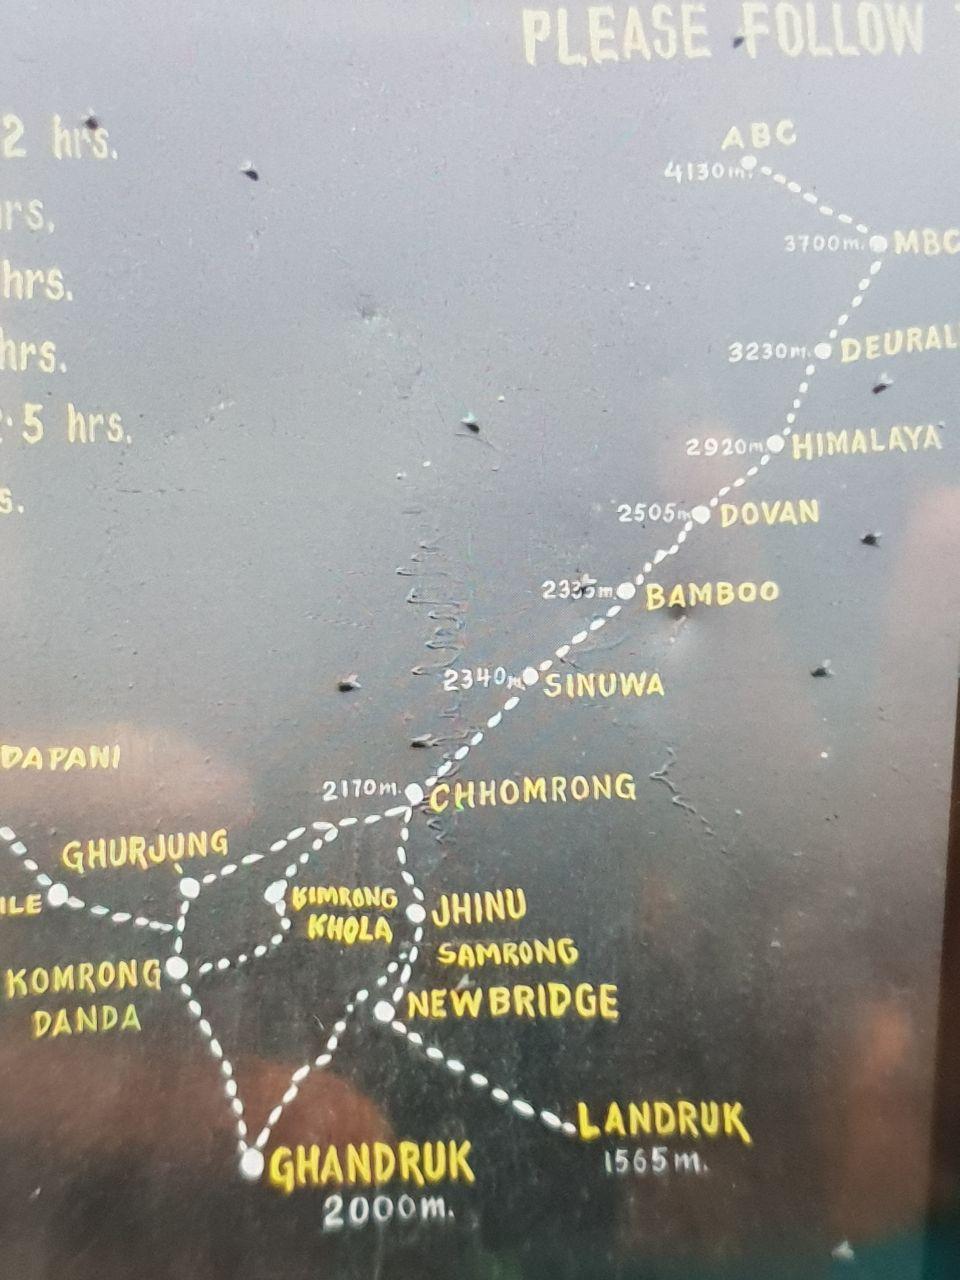 PLEASE FOLLOW
2 hrs.
hrs,
hrs.
hrs.
5 hrs.
s.
ABC
4130m.
3700m. MBC
3230m. DEURAL
2920m HIMALAYA
2505m DOVAN
2335m. BAMBOO
2340m SINUWA
DAPANI
2170m. CHHOMRONG
GHURJUNG
ILE
KIMRONG
KHOLA
JHINU
SAMRONG
KOMRONG
DANDA
NEWBRIDGE
LANDRUK
1565m.
GHANDRUK
2000m.